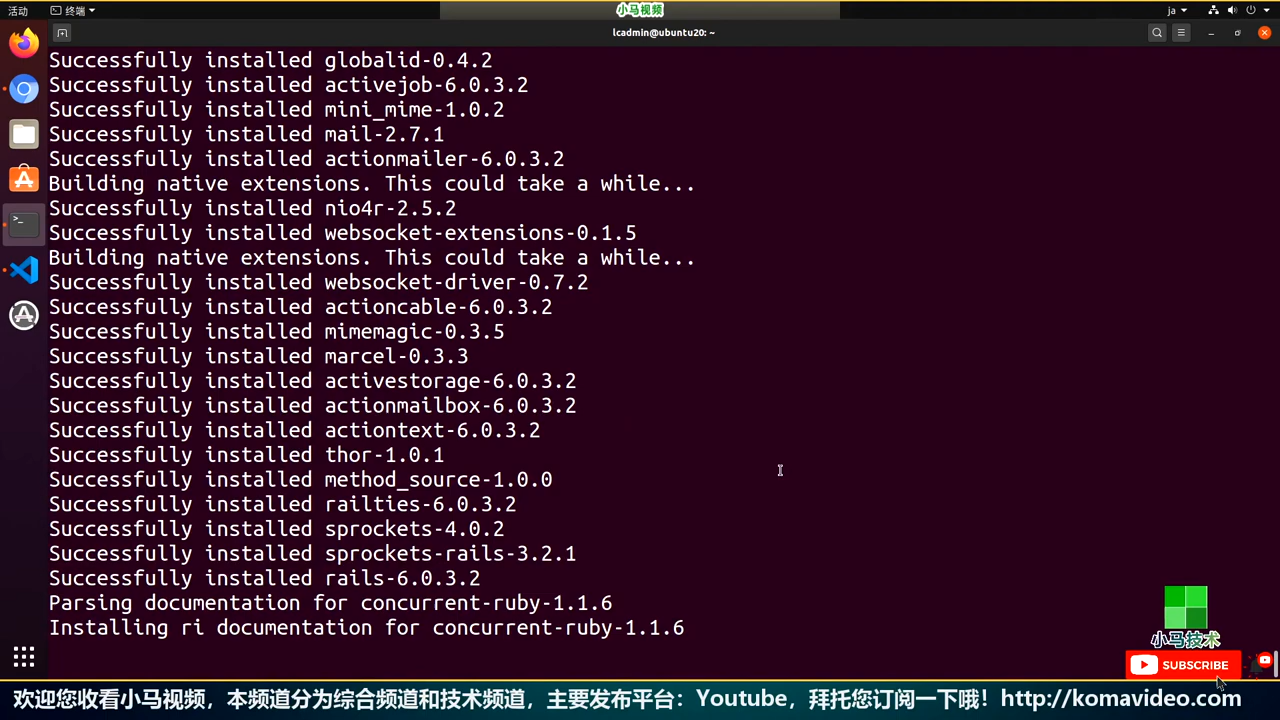 活动
终端
小马视频
ja
lcadmin@ubuntu20: ~
Successfully installed globalid-0.4.2
Successfully installed activejob-6.0.3.2
Successfully installed mini_mime-1.0.2
Successfully installed mail-2.7.1
Successfully installed actionmailer-6.0.3.2
Building native extensions. This could take a while...
Successfully installed nio4r-2.5.2
Successfully installed websocket-extensions-0.1.5
Building native extensions. This could take a while...
Successfully installed websocket-driver-0.7.2
Successfully installed actioncable-6.0.3.2
Successfully installed mimemagic-0.3.5
Successfully installed marcel-0.3.3
Successfully installed activestorage-6.0.3.2
Successfully installed actionmailbox-6.0.3.2
Successfully installed actiontext-6.0.3.2
Successfully installed thor-1.0.1
Successfully installed method_source-1.0.0
Successfully installed railties-6.0.3.2
Successfully installed sprockets-4.0.2
Successfully installed sprockets-rails-3.2.1
Successfully installed rails-6.0.3.2
Parsing documentation for concurrent-ruby-1.1.6
Installing ri documentation for concurrent-ruby-1.1.6
小马技术
SUBSCRIBE
欢迎您收看小马视频，本频道分为综合频道和技术频道，主要发布平台：Youtube，拜托您订阅一下哦！http://komavideo.com